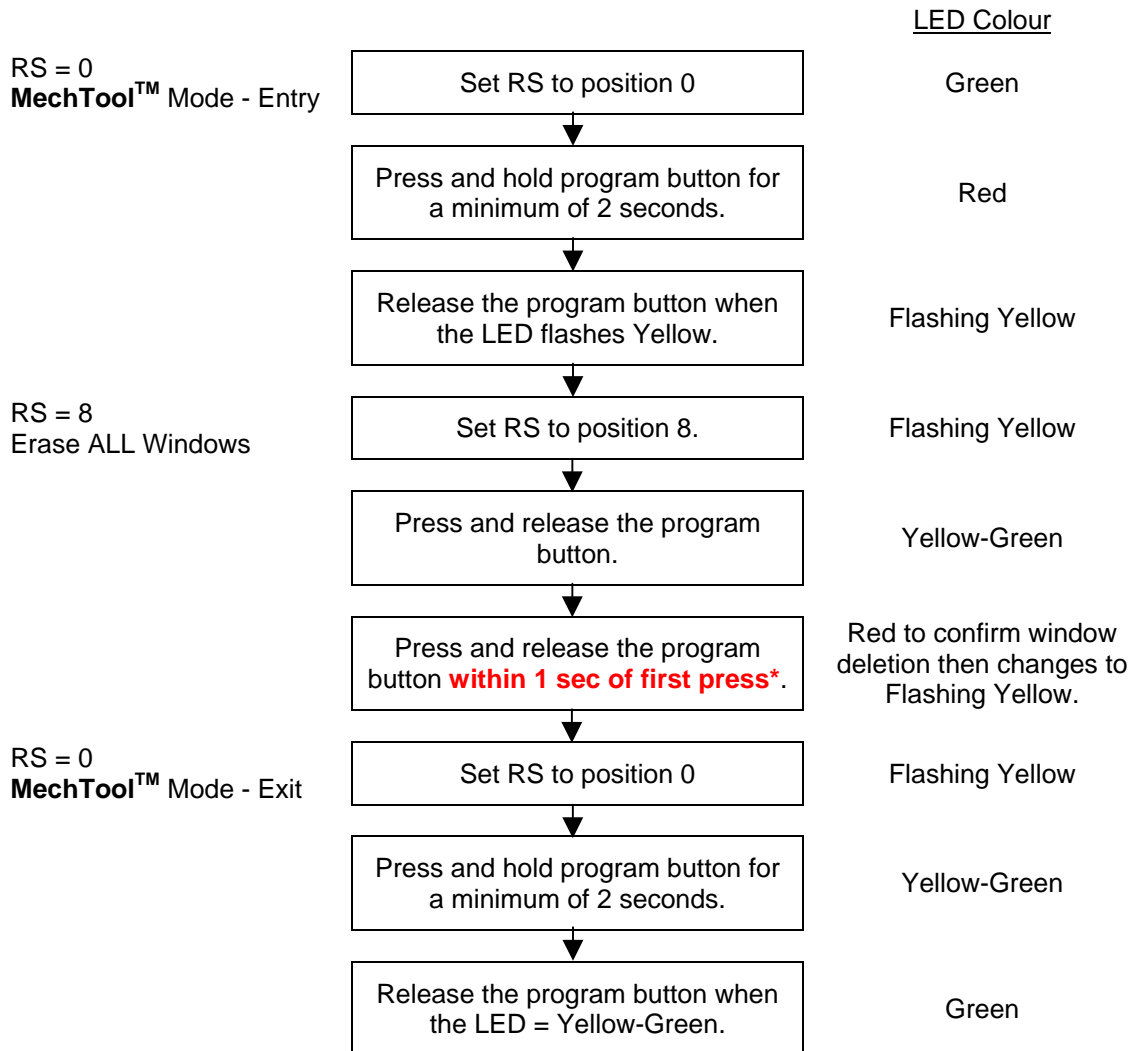 LED Colour
RS = 0
MechTool™ Mode - Entry
Set RS to position 0
Green
Press and hold program button for
a minimum of 2 seconds.
Red
Release the program button when
the LED flashes Yellow.
Flashing Yellow
RS = 8
Erase ALL Windows
Set RS to position 8.
Flashing Yellow
Press and release the program
button.
Yellow-Green
Press and release the program
button within 1 sec of first press*.
Red to confirm window
deletion then changes to
Flashing Yellow.
RS = 0
MechTool™ Mode - Exit
Set RS to position 0
Flashing Yellow
Press and hold program button for
a minimum of 2 seconds.
Yellow-Green
Release the program button when
the LED = Yellow-Green.
Green